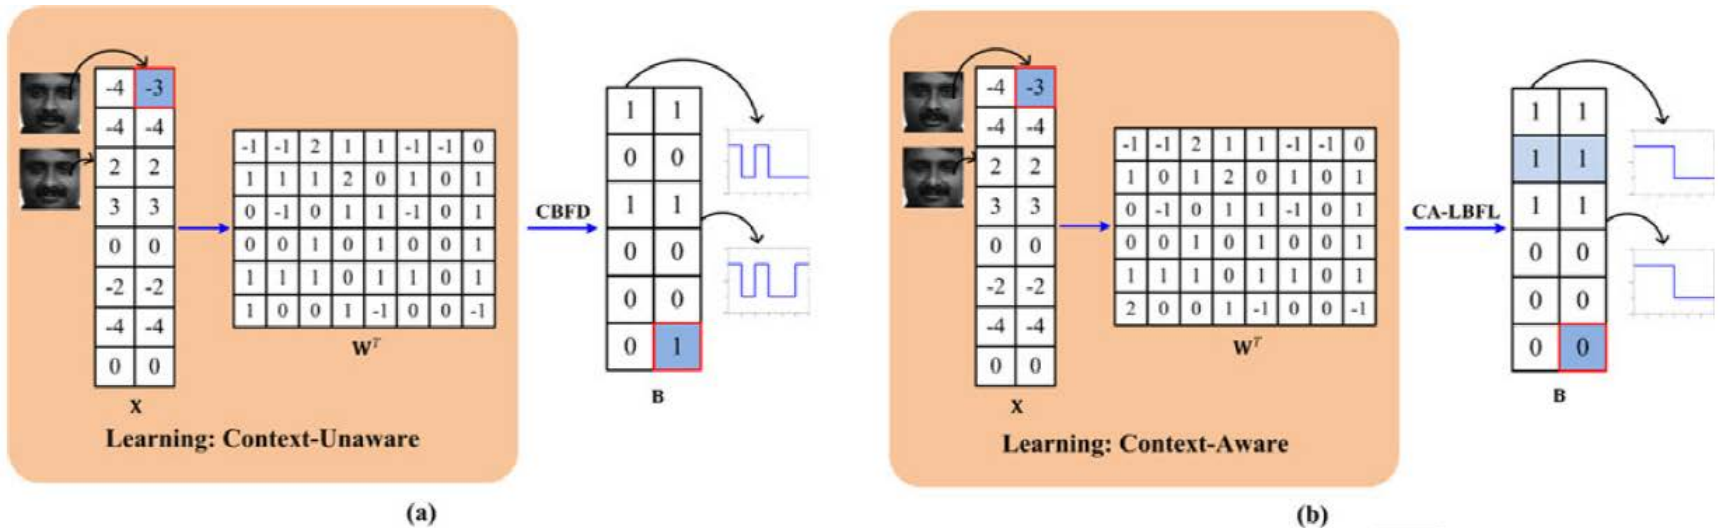 -4 -3
-4 -4
2 2
3 3
0 0
-2 -2
-4 -4
0 0
X
-1 -1 2 1 1 -1 -1 0
1 1 1 2 0 1 0 1
0 -1 0 1 1 -1 0 1
0 0 1 0 1 0 0 1
1 1 1 0 1 1 0 1
1 0 0 1 -1 0 0 -1
W^T
CBFD
1 1
0 0
1 1
0 0
0 0
0 1
B
Learning: Context-Unaware
(a)
-4 -3
-4 -4
2 2
3 3
0 0
-2 -2
-4 -4
0 0
X
-1 -1 2 1 1 -1 -1 0
1 0 1 2 0 1 0 1
0 -1 0 1 1 -1 0 1
0 0 1 0 1 0 0 1
1 1 1 0 1 1 0 1
2 0 0 1 -1 0 0 -1
W^T
CA-LBFL
1 1
1 1
1 1
0 0
0 0
0 0
B
Learning: Context-Aware
(b)